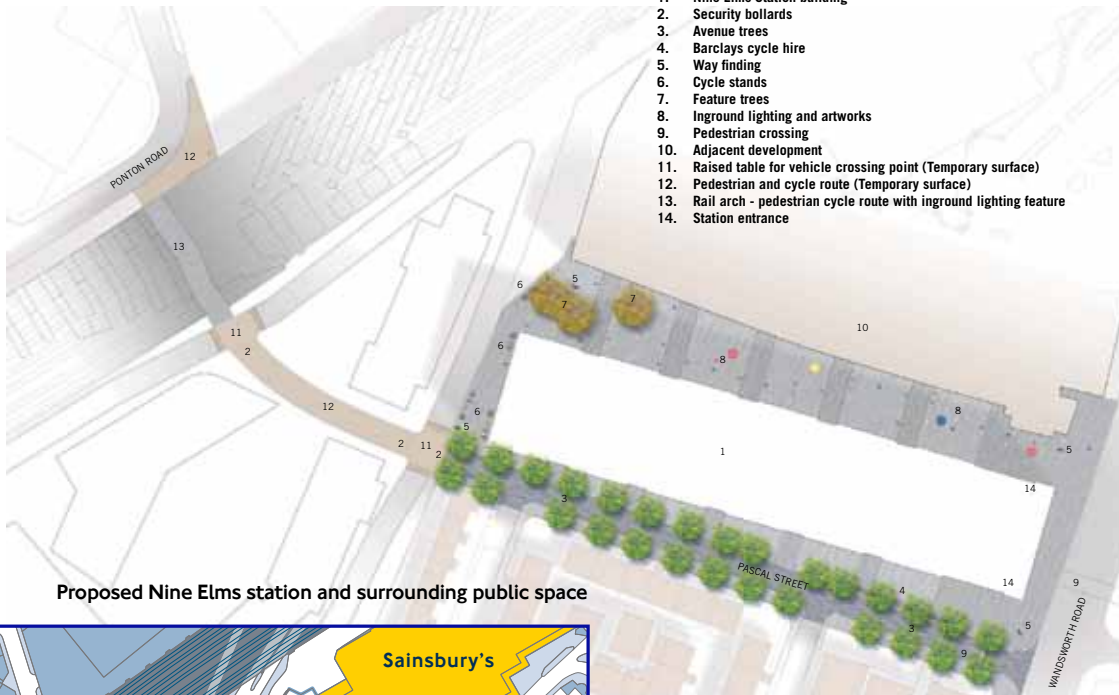 1. Nine Elms Station building
2. Security bollards
3. Avenue trees
4. Barclays cycle hire
5. Way finding
6. Cycle stands
7. Feature trees
8. Inground lighting and artworks
9. Pedestrian crossing
10. Adjacent development
11. Raised table for vehicle crossing point (Temporary surface)
12. Pedestrian and cycle route (Temporary surface)
13. Rail arch - pedestrian cycle route with inground lighting feature
14. Station entrance
PONTON ROAD
12
13
11
2
12
2
11
2
6
5
7
7
6
6
5
8
10
8
5
1
14
3
PASCAL STREET
4
14
9
3
5
9
WANDSWORTH ROAD
Proposed Nine Elms station and surrounding public space
Sainsbury's